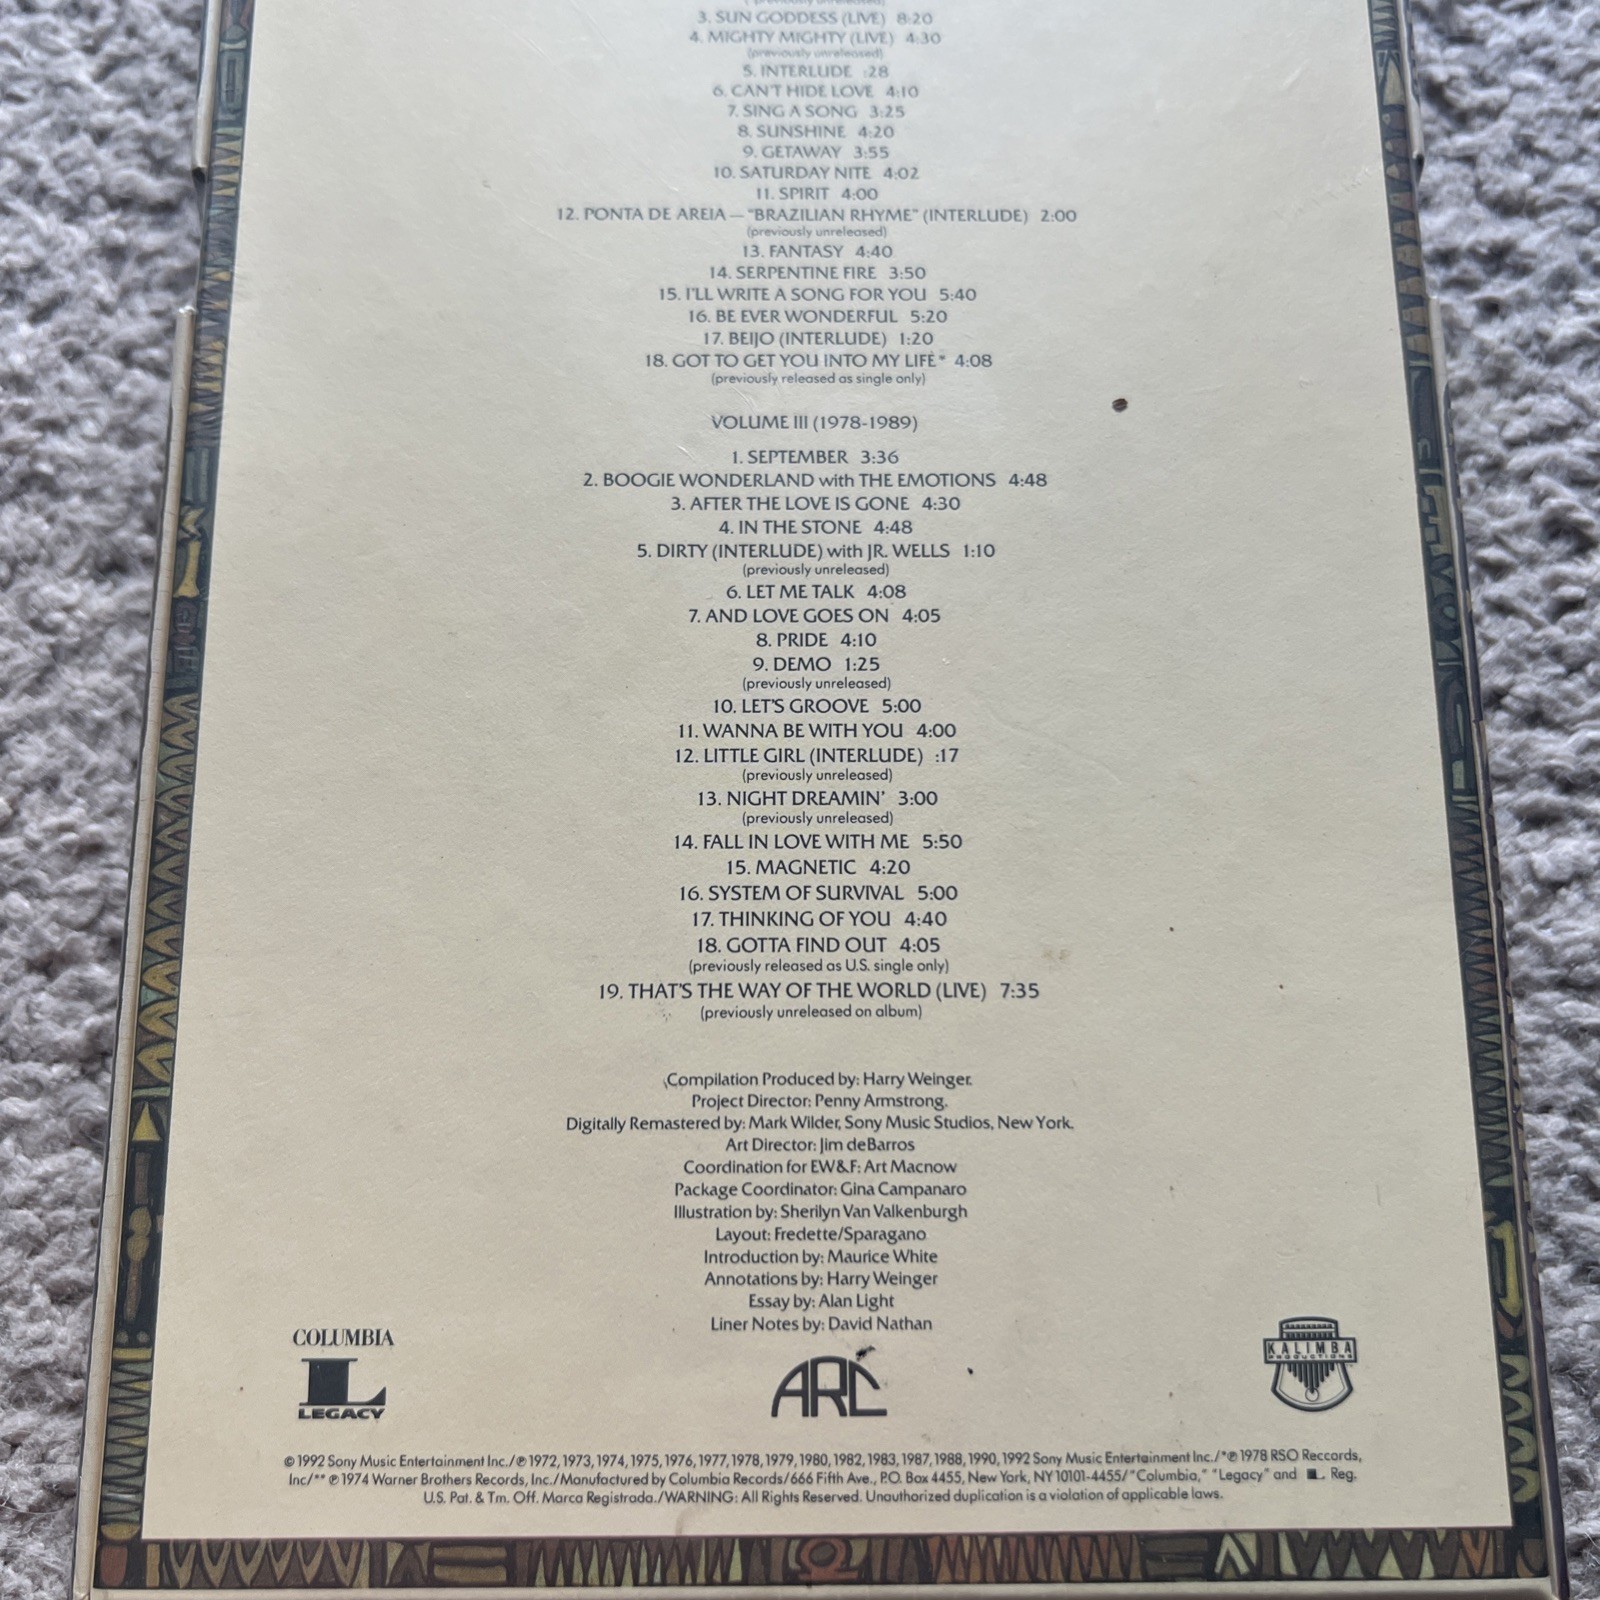 (previously unreleased)
3. SUN GODDESS (LIVE) 8:20
4. MIGHTY MIGHTY (LIVE) 4:30
(previously unreleased)
5. INTERLUDE :28
6. CAN'T HIDE LOVE 4:10
7. SING A SONG 3:25
8. SUNSHINE 4:20
9. GETAWAY 3:55
10. SATURDAY NITE 4:02
11. SPIRIT 4:00
12. PONTA DE AREIA — "BRAZILIAN RHYME" (INTERLUDE) 2:00
(previously unreleased)
13. FANTASY 4:40
14. SERPENTINE FIRE 3:50
15. I'LL WRITE A SONG FOR YOU 5:40
16. BE EVER WONDERFUL 5:20
17. BEIJO (INTERLUDE) 1:20
18. GOT TO GET YOU INTO MY LIFE* 4:08
(previously released as single only)
VOLUME III (1978-1989)
1. SEPTEMBER 3:36
2. BOOGIE WONDERLAND with THE EMOTIONS 4:48
3. AFTER THE LOVE IS GONE 4:30
4. IN THE STONE 4:48
5. DIRTY (INTERLUDE) with JR. WELLS 1:10
(previously unreleased)
6. LET ME TALK 4:08
7. AND LOVE GOES ON 4:05
8. PRIDE 4:10
9. DEMO 1:25
(previously unreleased)
10. LET'S GROOVE 5:00
11. WANNA BE WITH YOU 4:00
12. LITTLE GIRL (INTERLUDE) :17
(previously unreleased)
13. NIGHT DREAMIN' 3:00
(previously unreleased)
14. FALL IN LOVE WITH ME 5:50
15. MAGNETIC 4:20
16. SYSTEM OF SURVIVAL 5:00
17. THINKING OF YOU 4:40
18. GOTTA FIND OUT 4:05
(previously released as U.S. single only)
19. THAT'S THE WAY OF THE WORLD (LIVE) 7:35
(previously unreleased on album)
Compilation Produced by: Harry Weinger.
Project Director: Penny Armstrong.
Digitally Remastered by: Mark Wilder, Sony Music Studios, New York.
Art Director: Jim deBarros
Coordination for EW&F: Art Macnow
Package Coordinator: Gina Campanaro
Illustration by: Sherilyn Van Valkenburgh
Layout: Fredette/Sparagano
Introduction by: Maurice White
Annotations by: Harry Weinger
Essay by: Alan Light
Liner Notes by: David Nathan
COLUMBIA
L
LEGACY
ARC
KALIMBA
PRODUCTIONS
© 1992 Sony Music Entertainment Inc./℗ 1972, 1973, 1974, 1975, 1976, 1977, 1978, 1979, 1980, 1982, 1983, 1987, 1988, 1990, 1992 Sony Music Entertainment Inc./*℗ 1978 RSO Reccords,
Inc/** ℗ 1974 Warner Brothers Records, Inc./Manufactured by Columbia Records/666 Fifth Ave., P.O. Box 4455, New York, NY 10101-4455/"Columbia," "Legacy" and L Reg.
U.S. Pat. & Tm. Off. Marca Registrada./WARNING: All Rights Reserved. Unauthorized duplication is a violation of applicable laws.